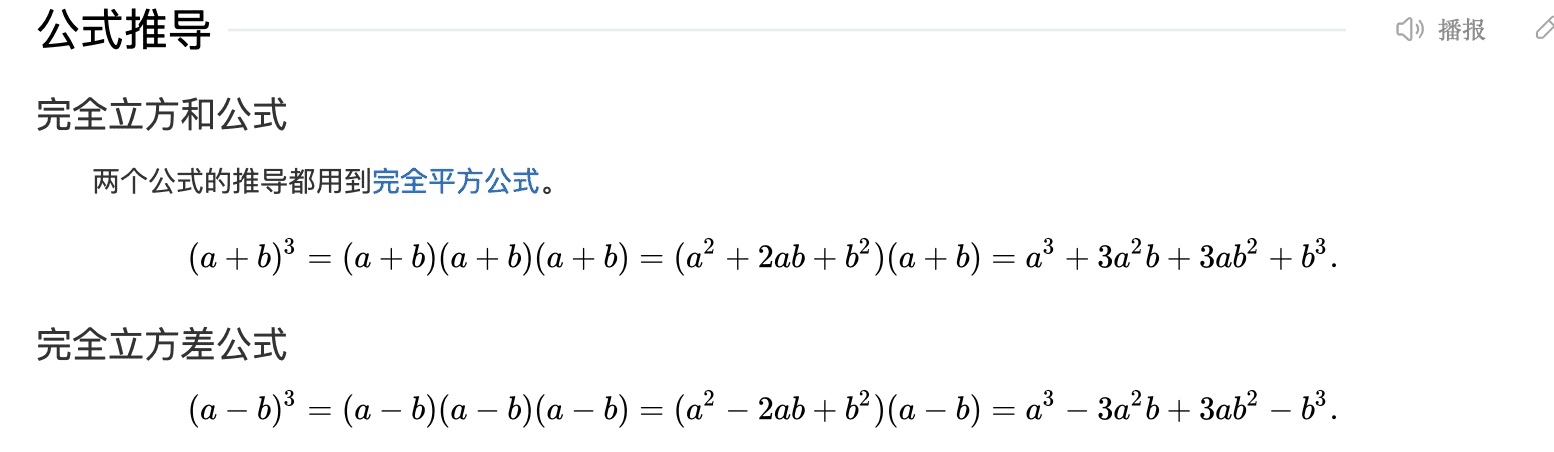 公式推导
播报
完全立方和公式
两个公式的推导都用到完全平方公式。
(a + b)³ = (a + b)(a + b)(a + b) = (a² + 2ab + b²)(a + b) = a³ + 3a²b + 3ab² + b³.
完全立方差公式
(a − b)³ = (a − b)(a − b)(a − b) = (a² − 2ab + b²)(a − b) = a³ − 3a²b + 3ab² − b³.